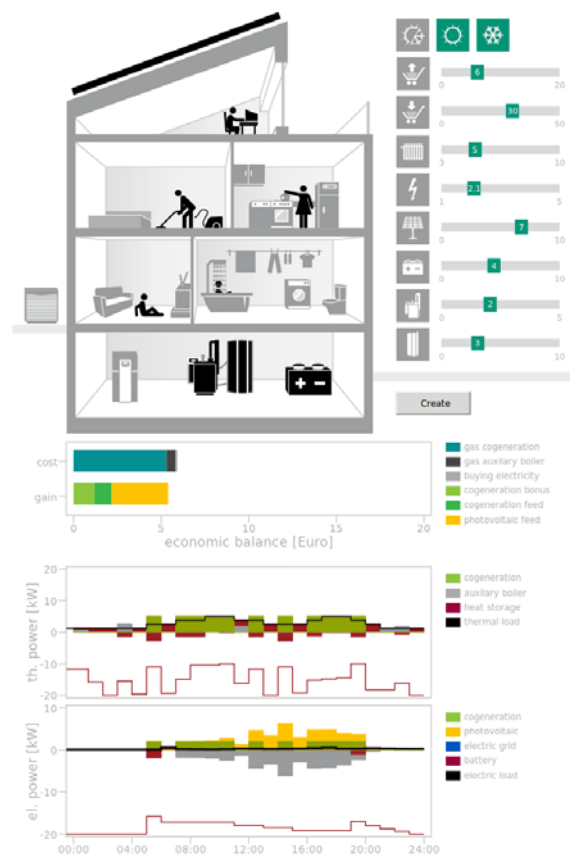 6
0 20
30
0 50
5
3 10
2.1
1 5
7
0 10
4
0 10
2
0 5
3
0 10
Create
cost
gain
0 5 10 15 20
economic balance [Euro]
gas cogeneration
gas auxilary boiler
buying electricity
cogeneration bonus
cogeneration feed
photovoltaic feed
th. power [kW]
20
10
0
-10
-20
cogeneration
auxilary boiler
heat storage
thermal load
el. power [kW]
10
0
-20
cogeneration
photovoltaic
electric grid
battery
electric load
00:00 04:00 08:00 12:00 16:00 20:00 24:00